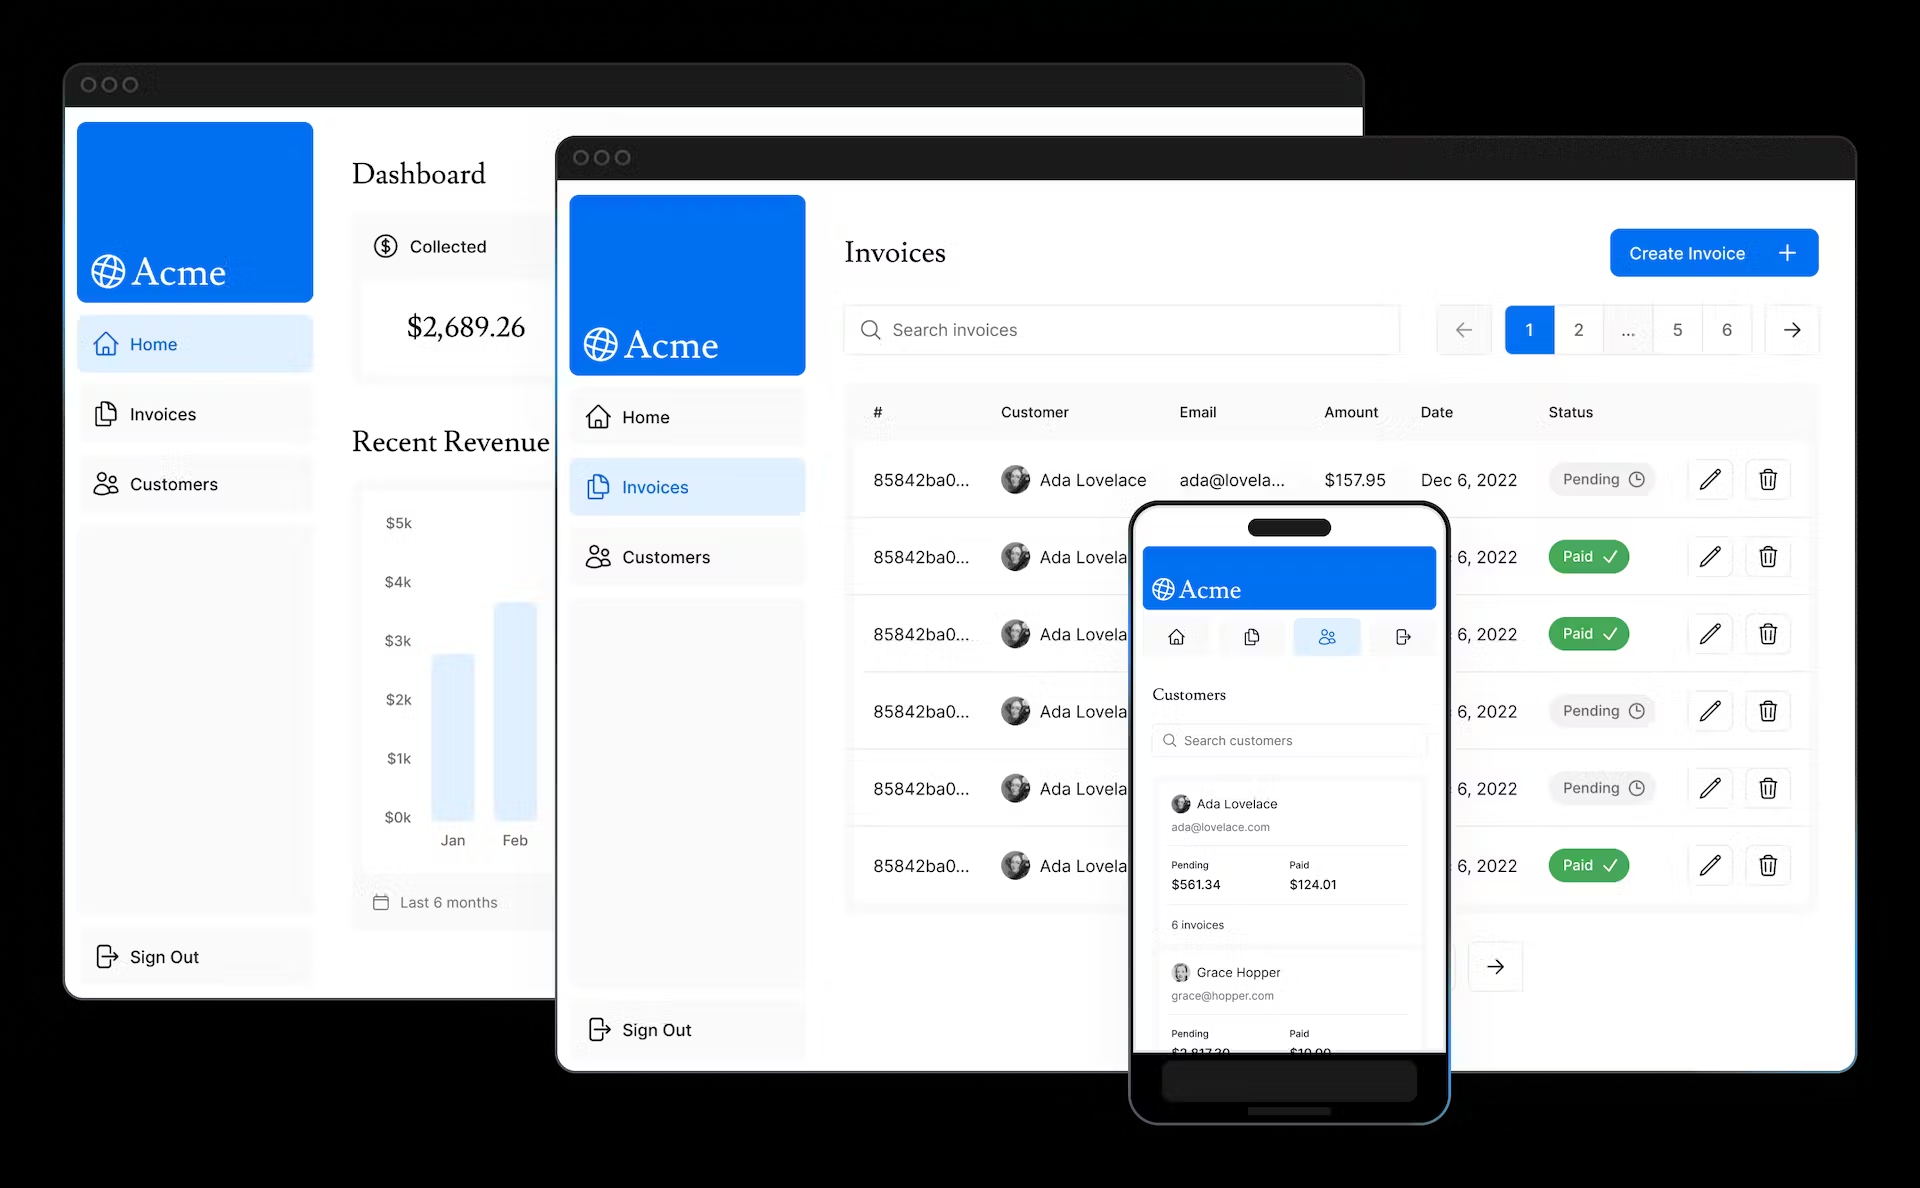 Acme
Home
Invoices
Customers
Sign Out
Dashboard
Collected
$2,689.26
Recent Revenue
$5k
$4k
$3k
$2k
$1k
$0k
Jan Feb
Last 6 months
Acme
Home
Invoices
Customers
Sign Out
Invoices
Create Invoice +
Search invoices
1 2 ... 5 6
# Customer Email Amount Date Status
85842ba0... Ada Lovelace ada@lovela... $157.95 Dec 6, 2022 Pending
85842ba0... Ada Lovela 6, 2022 Paid
85842ba0... Ada Lovela 6, 2022 Paid
85842ba0... Ada Lovela 6, 2022 Pending
85842ba0... Ada Lovela 6, 2022 Pending
85842ba0... Ada Lovela 6, 2022 Paid
Acme
Customers
Search customers
Ada Lovelace
ada@lovelace.com
Pending Paid
$561.34 $124.01
6 invoices
Grace Hopper
grace@hopper.com
Pending Paid